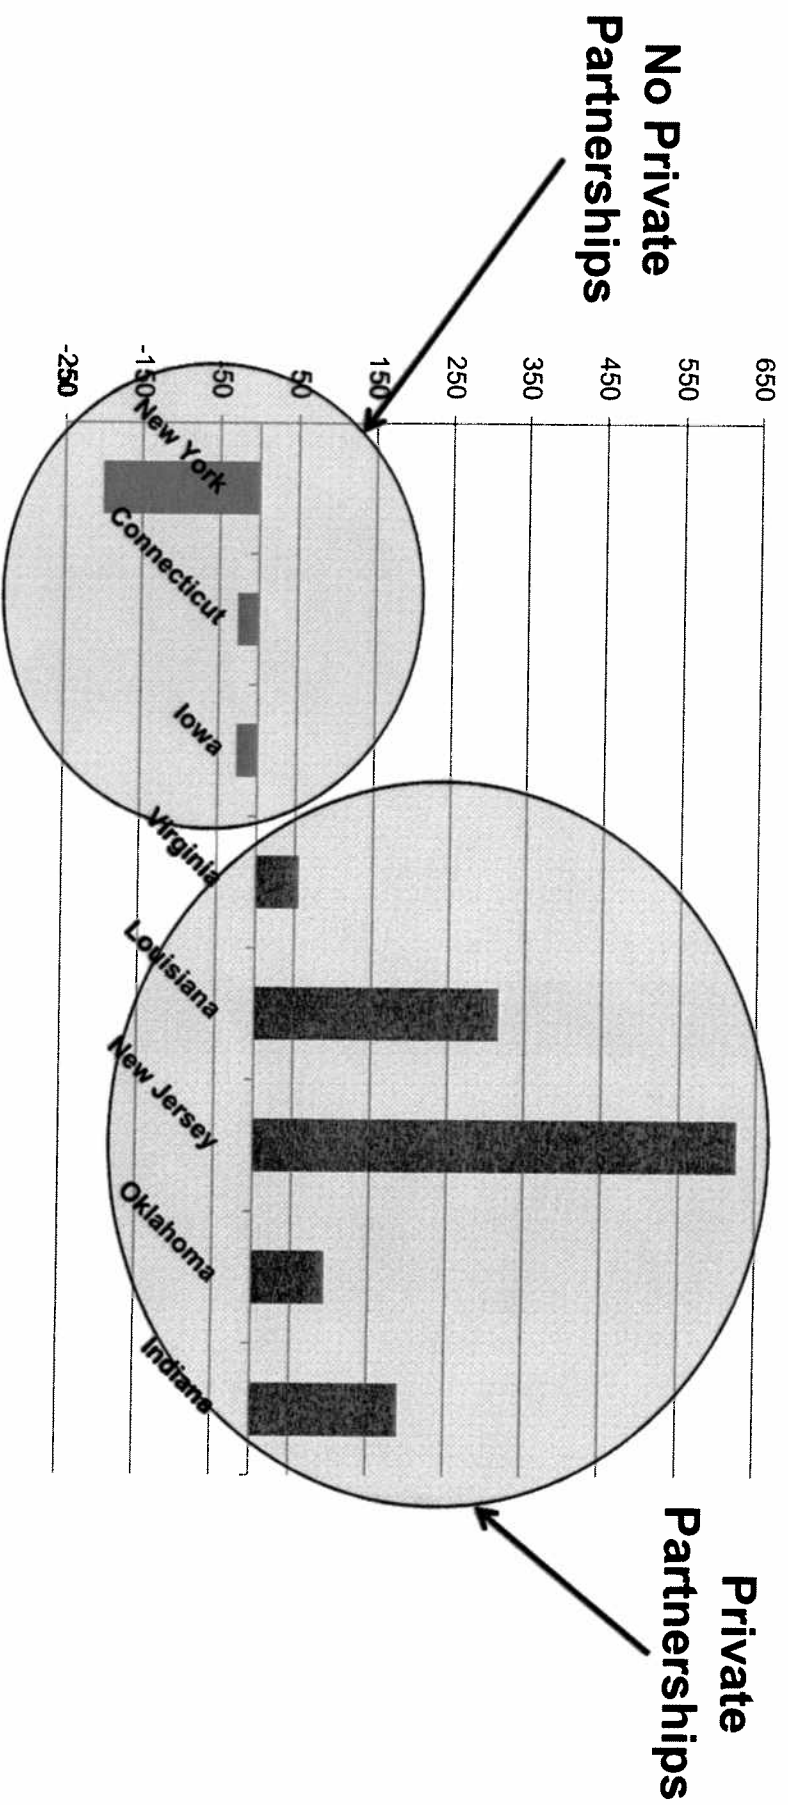 No Private
Partnerships
Private
Partnerships
650
550
450
350
250
150
50
-50
-150
-250
New York
Connecticut
Iowa
Virginia
Louisiana
New Jersey
Oklahoma
Indiana